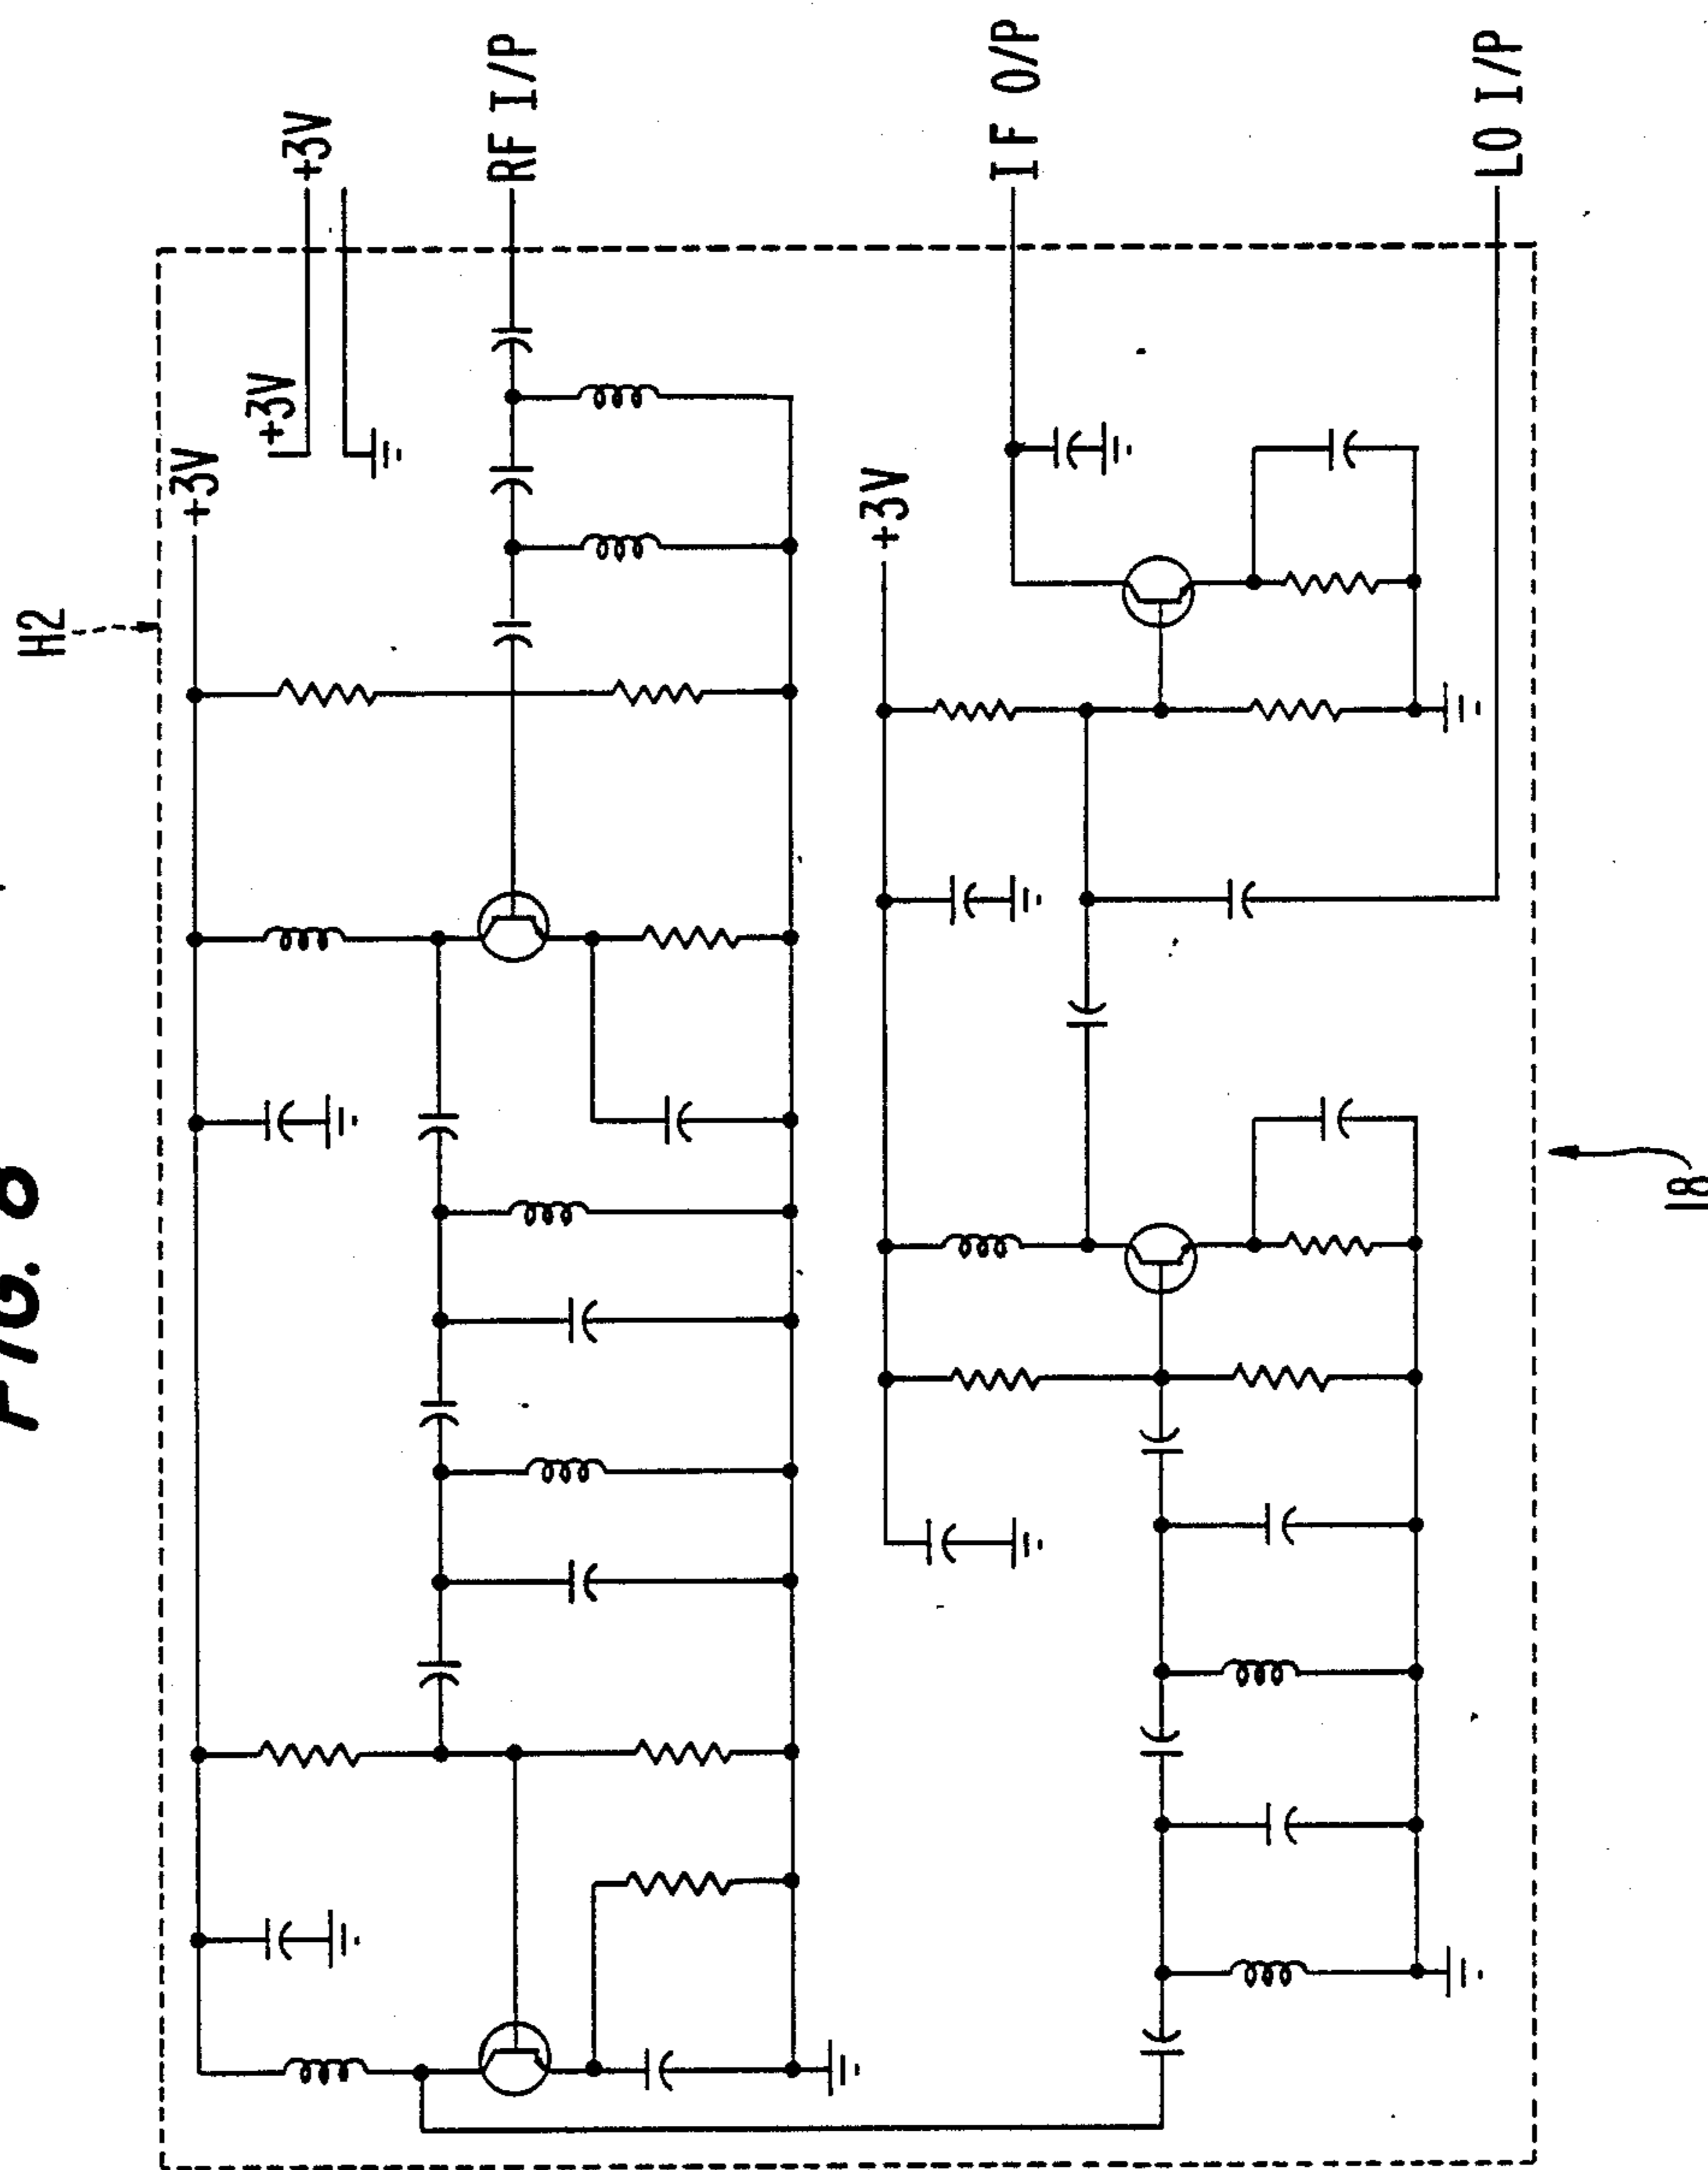 FIG. 8
H2
+3V
+3V
+3V
RF I/P
+3V
IF O/P
LO I/P
18